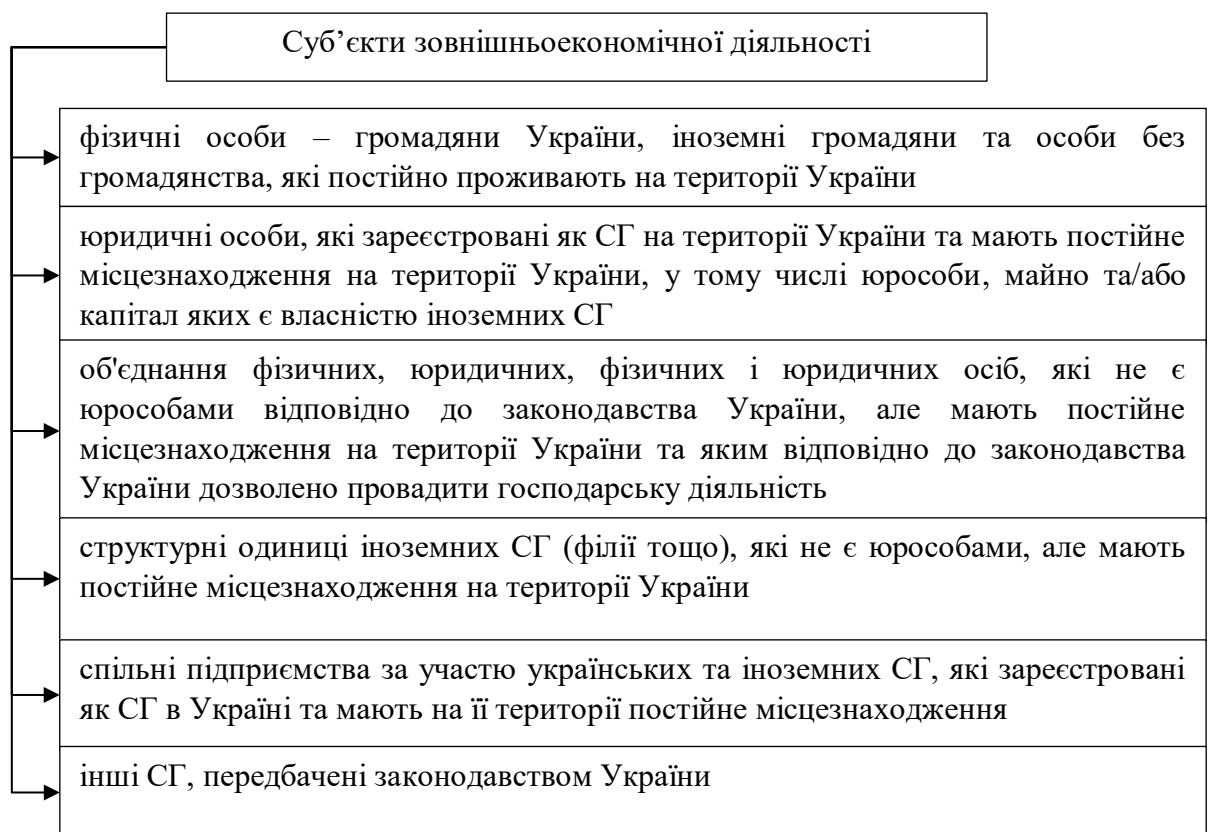 Суб’єкти зовнішньоекономічної діяльності
фізичні особи – громадяни України, іноземні громадяни та особи без
громадянства, які постійно проживають на території України
юридичні особи, які зареєстровані як СГ на території України та мають постійне
місцезнаходження на території України, у тому числі юрособи, майно та/або
капітал яких є власністю іноземних СГ
об'єднання фізичних, юридичних, фізичних і юридичних осіб, які не є
юрособами відповідно до законодавства України, але мають постійне
місцезнаходження на території України та яким відповідно до законодавства
України дозволено провадити господарську діяльність
структурні одиниці іноземних СГ (філії тощо), які не є юрособами, але мають
постійне місцезнаходження на території України
спільні підприємства за участю українських та іноземних СГ, які зареєстровані
як СГ в Україні та мають на її території постійне місцезнаходження
інші СГ, передбачені законодавством України